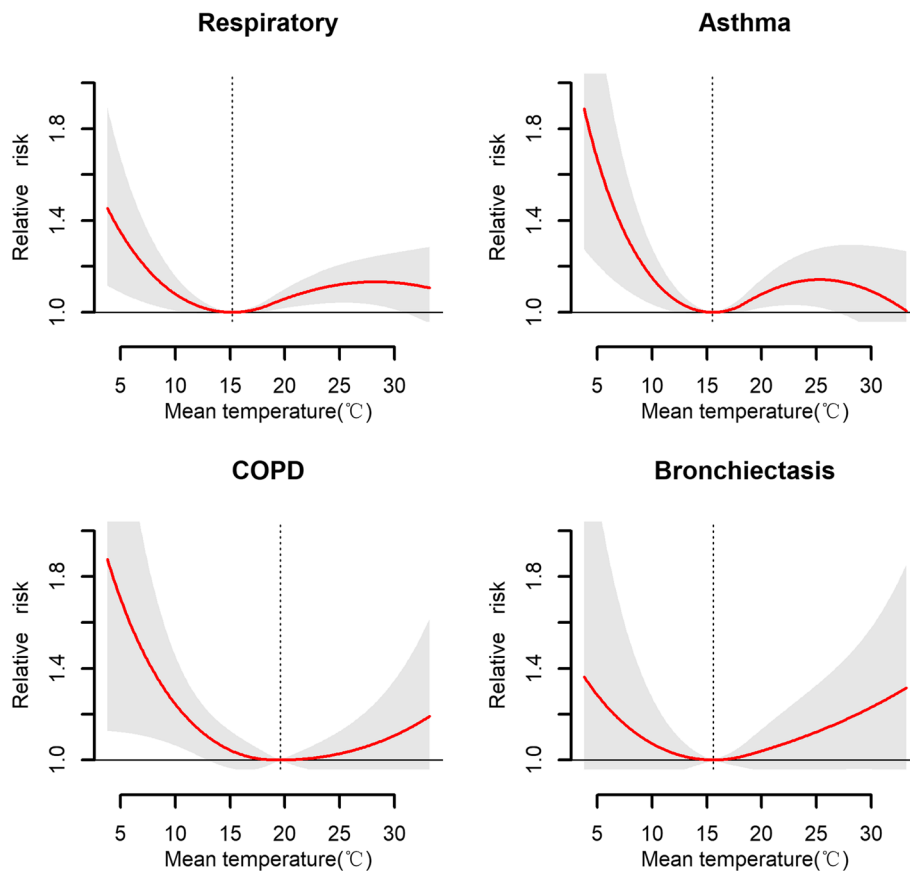 Respiratory
Relative risk
1.0 1.4 1.8
5 10 15 20 25 30
Mean temperature(℃)
Asthma
Relative risk
1.0 1.4 1.8
5 10 15 20 25 30
Mean temperature(℃)
COPD
Relative risk
1.0 1.4 1.8
5 10 15 20 25 30
Mean temperature(℃)
Bronchiectasis
Relative risk
1.0 1.4 1.8
5 10 15 20 25 30
Mean temperature(℃)